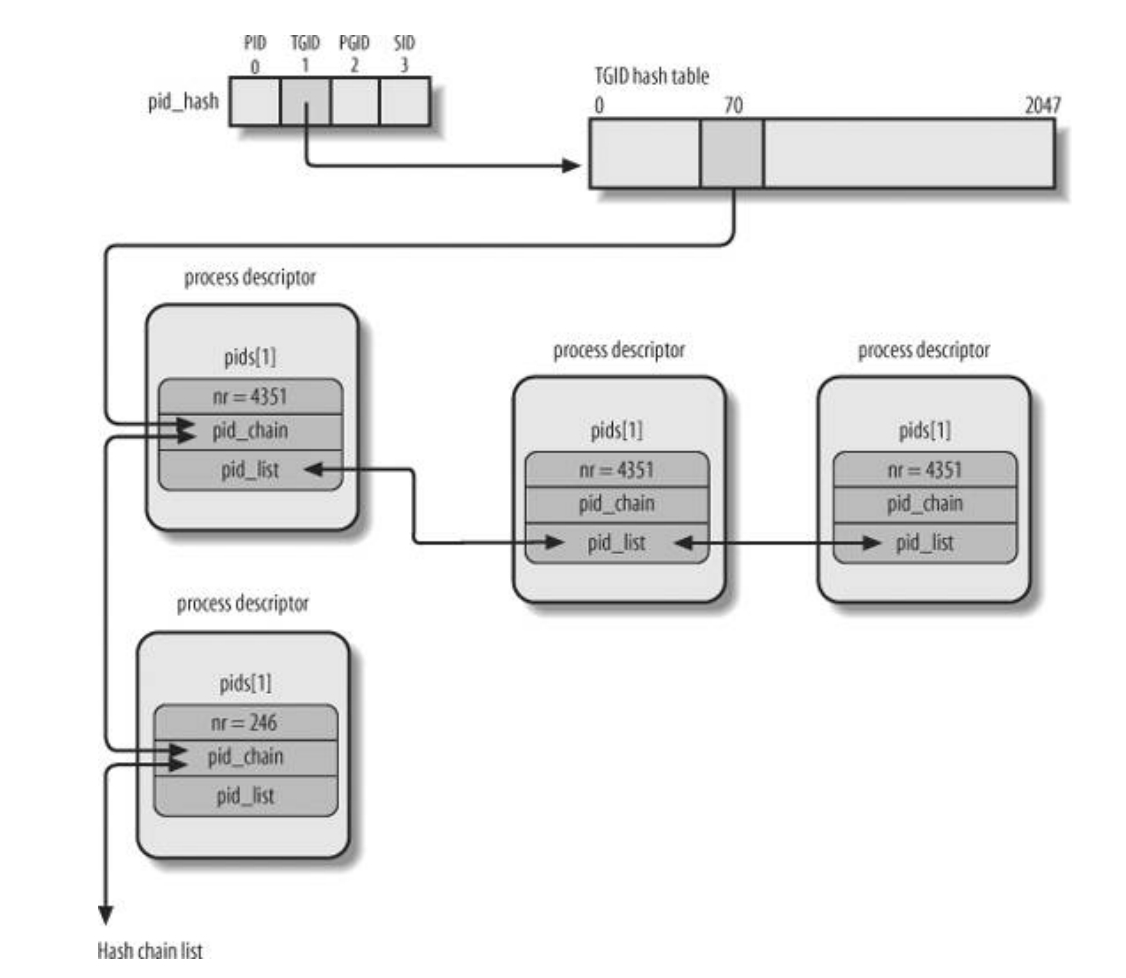 PID TGID PGID SID
0 1 2 3
pid_hash
TGID hash table
0 70 2047
process descriptor
pids[1]
nr = 4351
pid_chain
pid_list
process descriptor
pids[1]
nr = 4351
pid_chain
pid_list
process descriptor
pids[1]
nr = 4351
pid_chain
pid_list
process descriptor
pids[1]
nr = 246
pid_chain
pid_list
Hash chain list